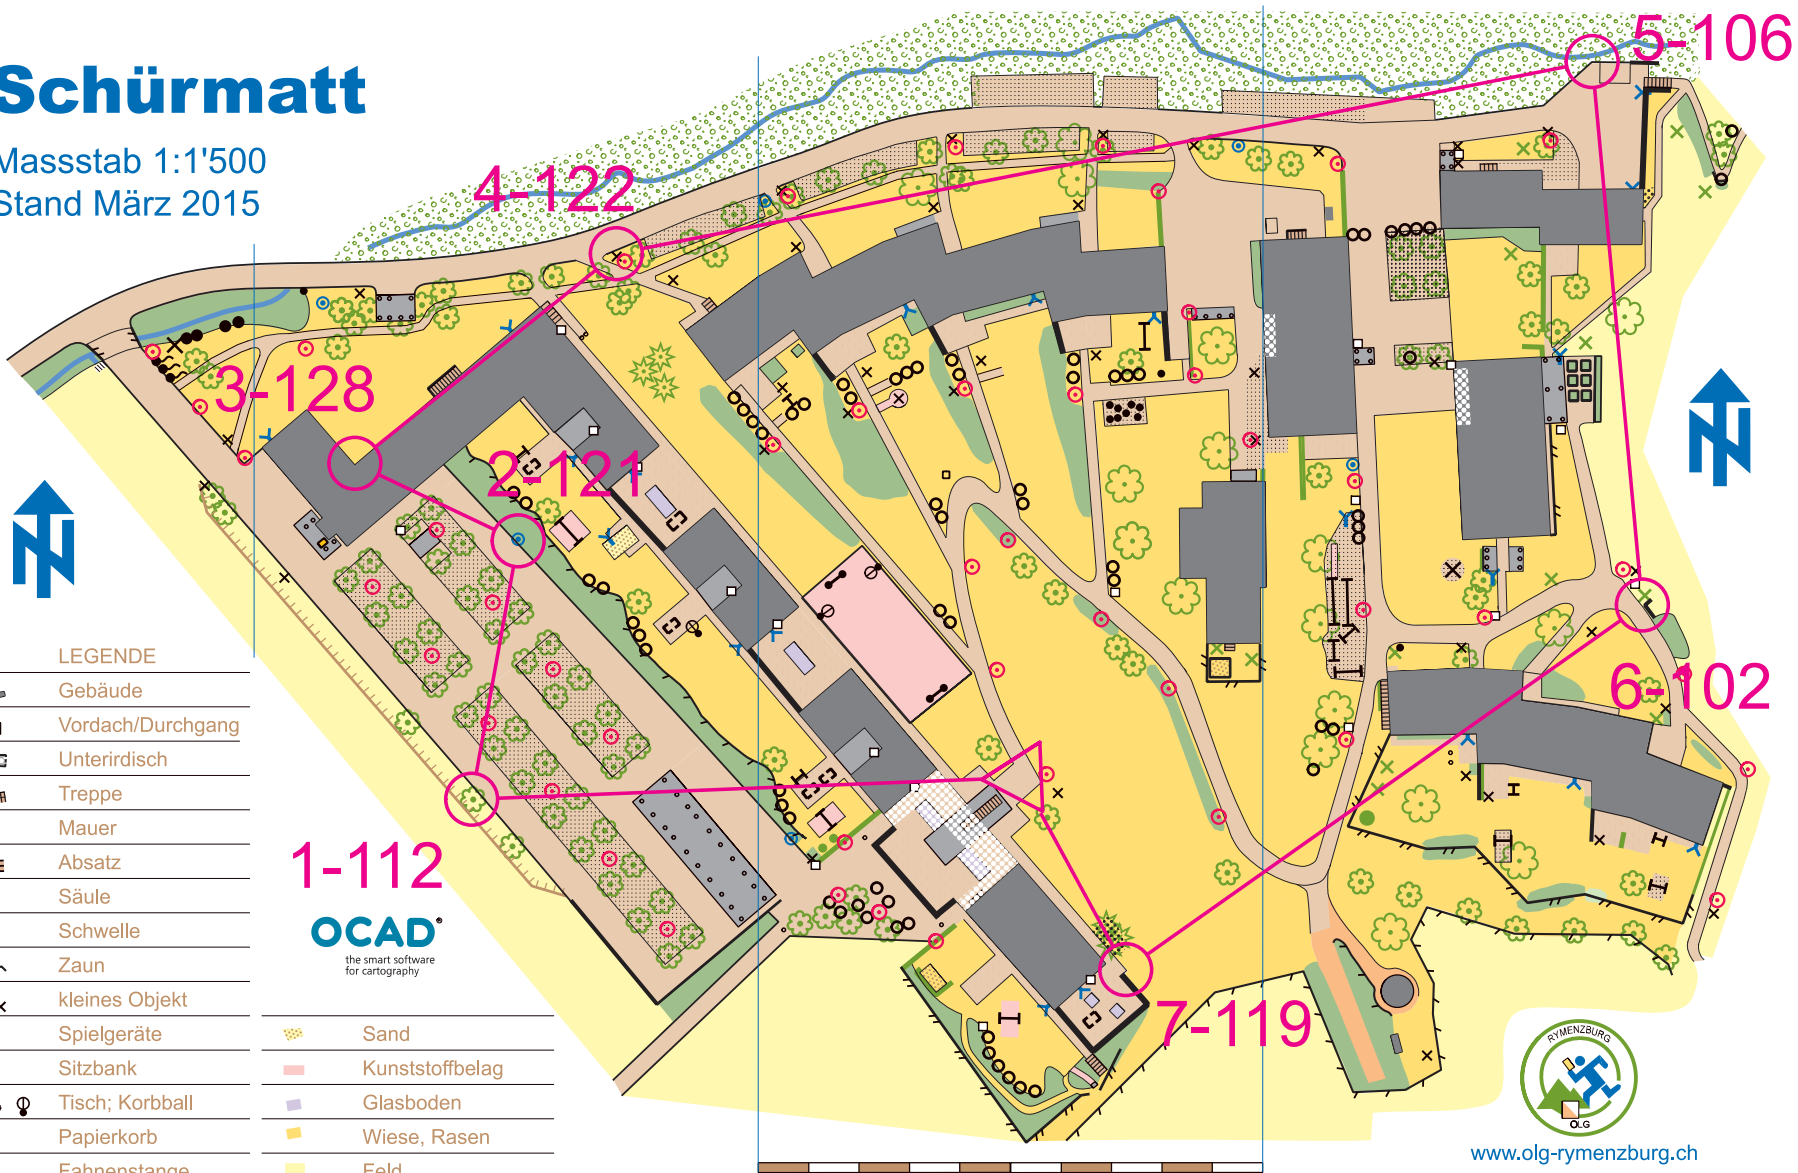 Schürmatt
Massstab 1:1'500
Stand März 2015
5-106
4-122
3-128
2-121
6-102
1-112
7-119
LEGENDE
Gebäude
Vordach/Durchgang
Unterirdisch
Treppe
Mauer
Absatz
Säule
Schwelle
Zaun
kleines Objekt
Spielgeräte
Sitzbank
Tisch; Korbball
Papierkorb
Fahnenstange
Sand
Kunststoffbelag
Glasboden
Wiese, Rasen
Feld
OCAD
the smart software
for cartography
RYMENZBURG
OLG
www.olg-rymenzburg.ch